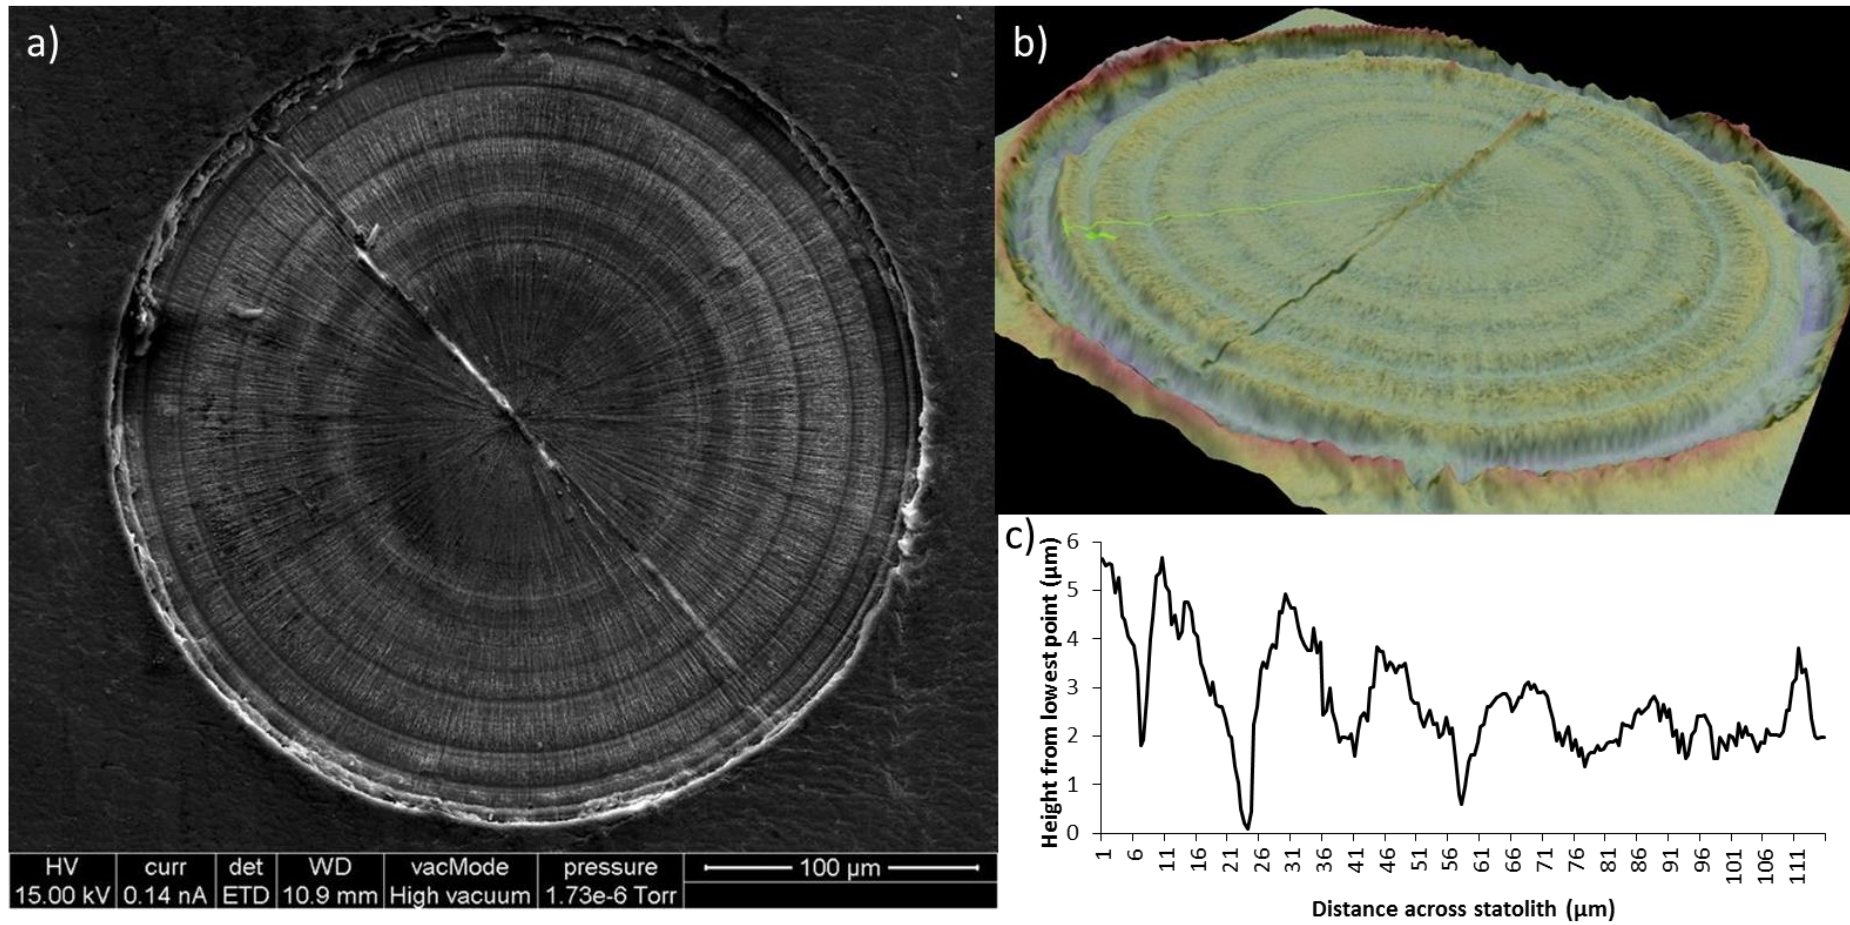 a)
HV curr det WD vacMode pressure
100 µm
15.00 kV 0.14 nA ETD 10.9 mm High vacuum 1.73e-6 Torr
b)
c)
Height from lowest point (µm)
6
5
4
3
2
1
0
1 6 11 16 21 26 31 36 41 46 51 56 61 66 71 76 81 86 91 96 101 106 111
Distance across statolith (µm)